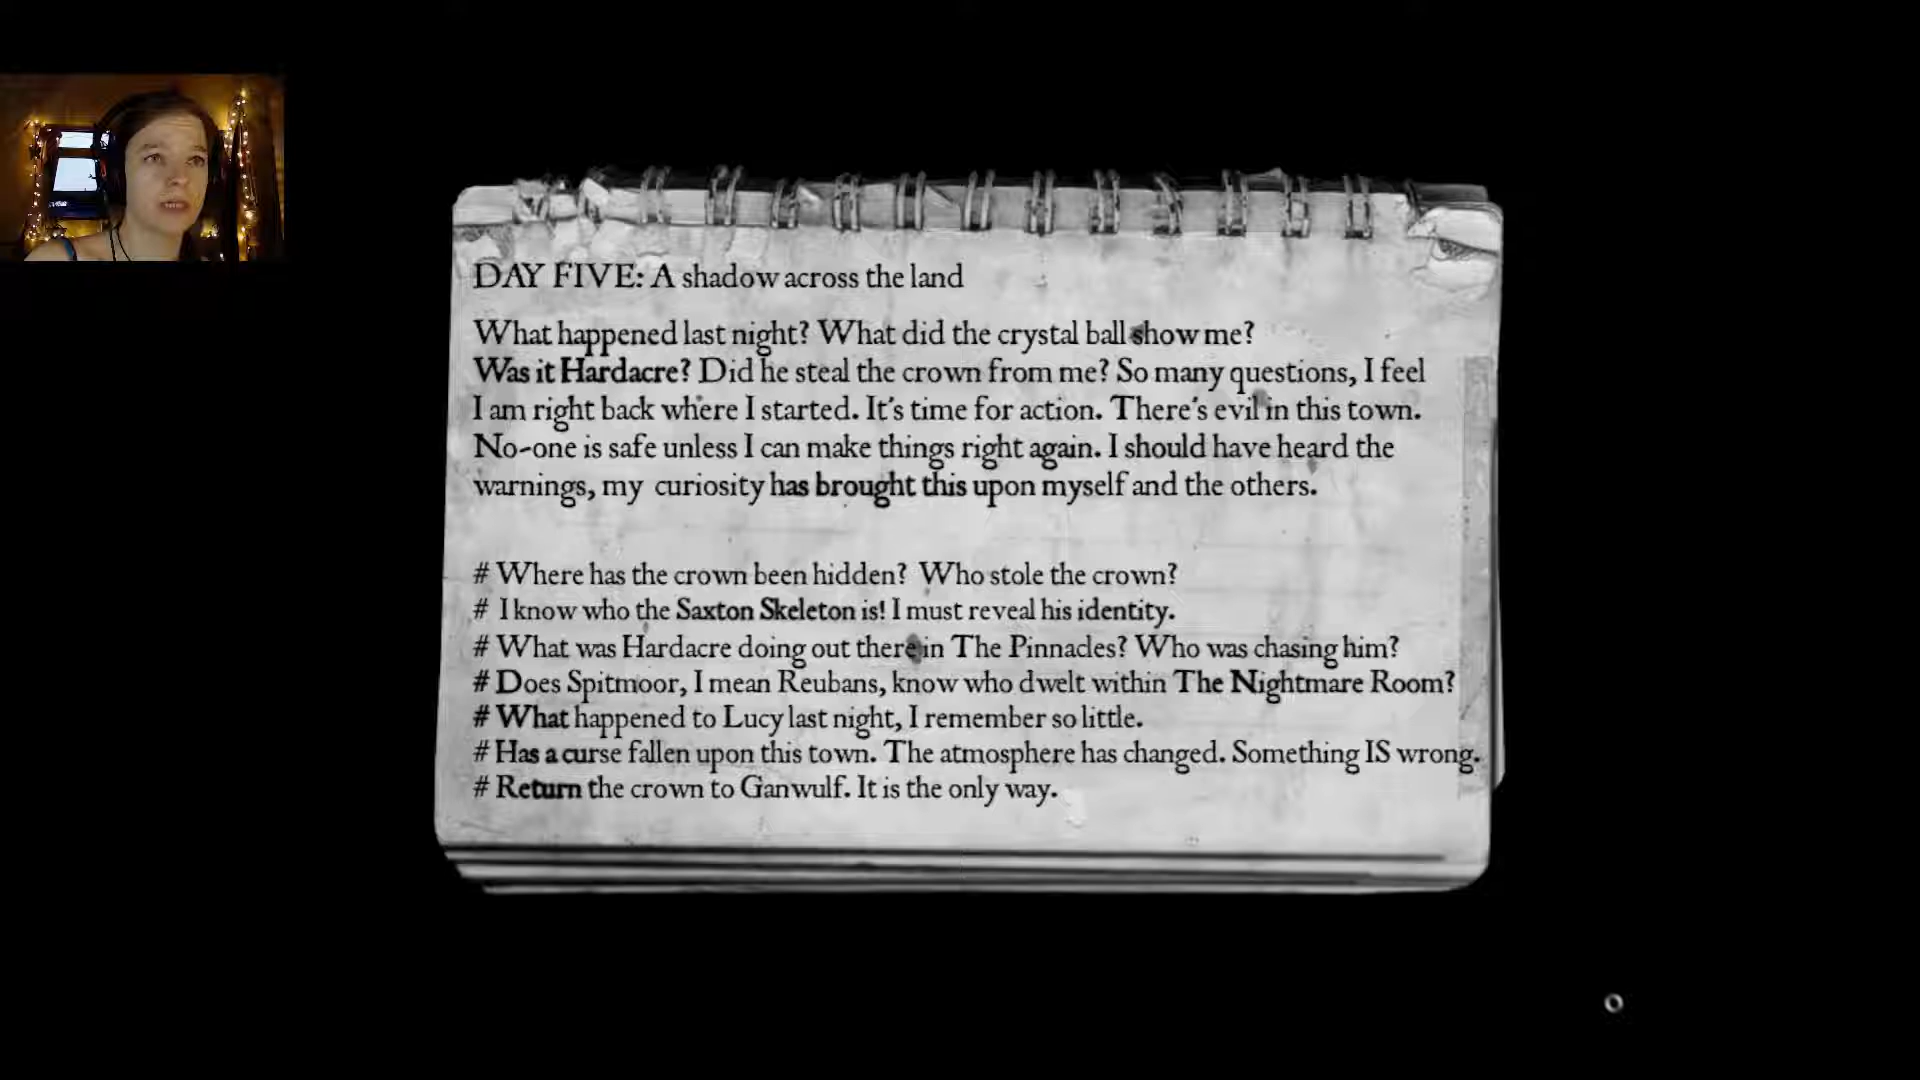 DAY FIVE: A shadow across the land
What happened last night? What did the crystal ball show me?
Was it Hardacre? Did he steal the crown from me? So many questions, I feel
I am right back where I started. It's time for action. There's evil in this town.
No-one is safe unless I can make things right again. I should have heard the
warnings, my curiosity has brought this upon myself and the others.
# Where has the crown been hidden? Who stole the crown?
# I know who the Saxton Skeleton is! I must reveal his identity.
# What was Hardacre doing out there in The Pinnacles? Who was chasing him?
# Does Spitmoor, I mean Reubans, know who dwelt within The Nightmare Room?
# What happened to Lucy last night, I remember so little.
# Has a curse fallen upon this town. The atmosphere has changed. Something IS wrong.
# Return the crown to Ganwulf. It is the only way.